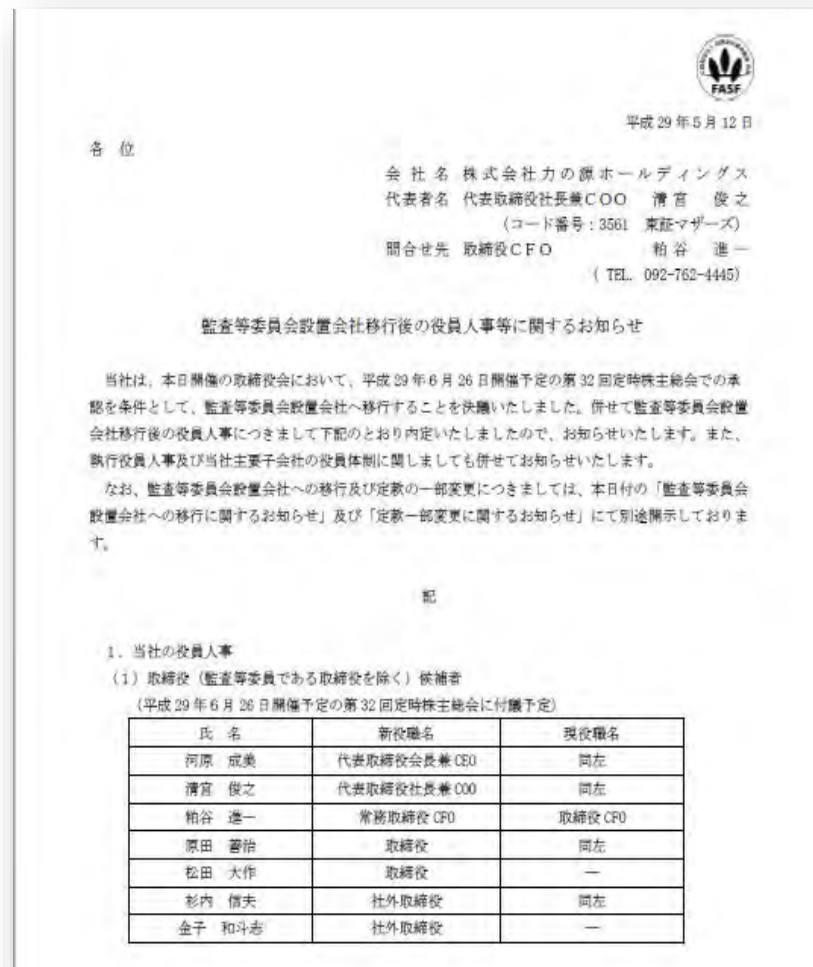 FASF
平成29年5月12日
各 位
会 社 名 株式会社力の源ホールディングス
代表者名 代表取締役社長兼COO 清宮 俊之
(コード番号:3561 東証マザーズ)
問合せ先 取締役CFO 粕谷 進一
( TEL. 092-762-4445)
監査等委員会設置会社移行後の役員人事等に関するお知らせ
当社は、本日開催の取締役会において、平成29年6月26日開催予定の第32回定時株主総会での承
認を条件として、監査等委員会設置会社へ移行することを決議いたしました。併せて監査等委員会設置
会社移行後の役員人事につきまして下記のとおり内定いたしましたので、お知らせいたします。また、
執行役員人事及び当社主要子会社の役員体制に関しましても併せてお知らせいたします。
なお、監査等委員会設置会社への移行及び定款の一部変更につきましては、本日付の「監査等委員会
設置会社への移行に関するお知らせ」及び「定款一部変更に関するお知らせ」にて別途開示しておりま
す。
記
1．当社の役員人事
(1) 取締役（監査等委員である取締役を除く）候補者
(平成29年6月26日開催予定の第32回定時株主総会に付議予定)
氏 名 新役職名 現役職名
河原 成美 代表取締役会長兼CEO 同左
清宮 俊之 代表取締役社長兼COO 同左
粕谷 進一 常務取締役CFO 取締役CFO
原田 善治 取締役 同左
松田 大作 取締役 ―
杉内 信夫 社外取締役 同左
金子 和斗志 社外取締役 ―